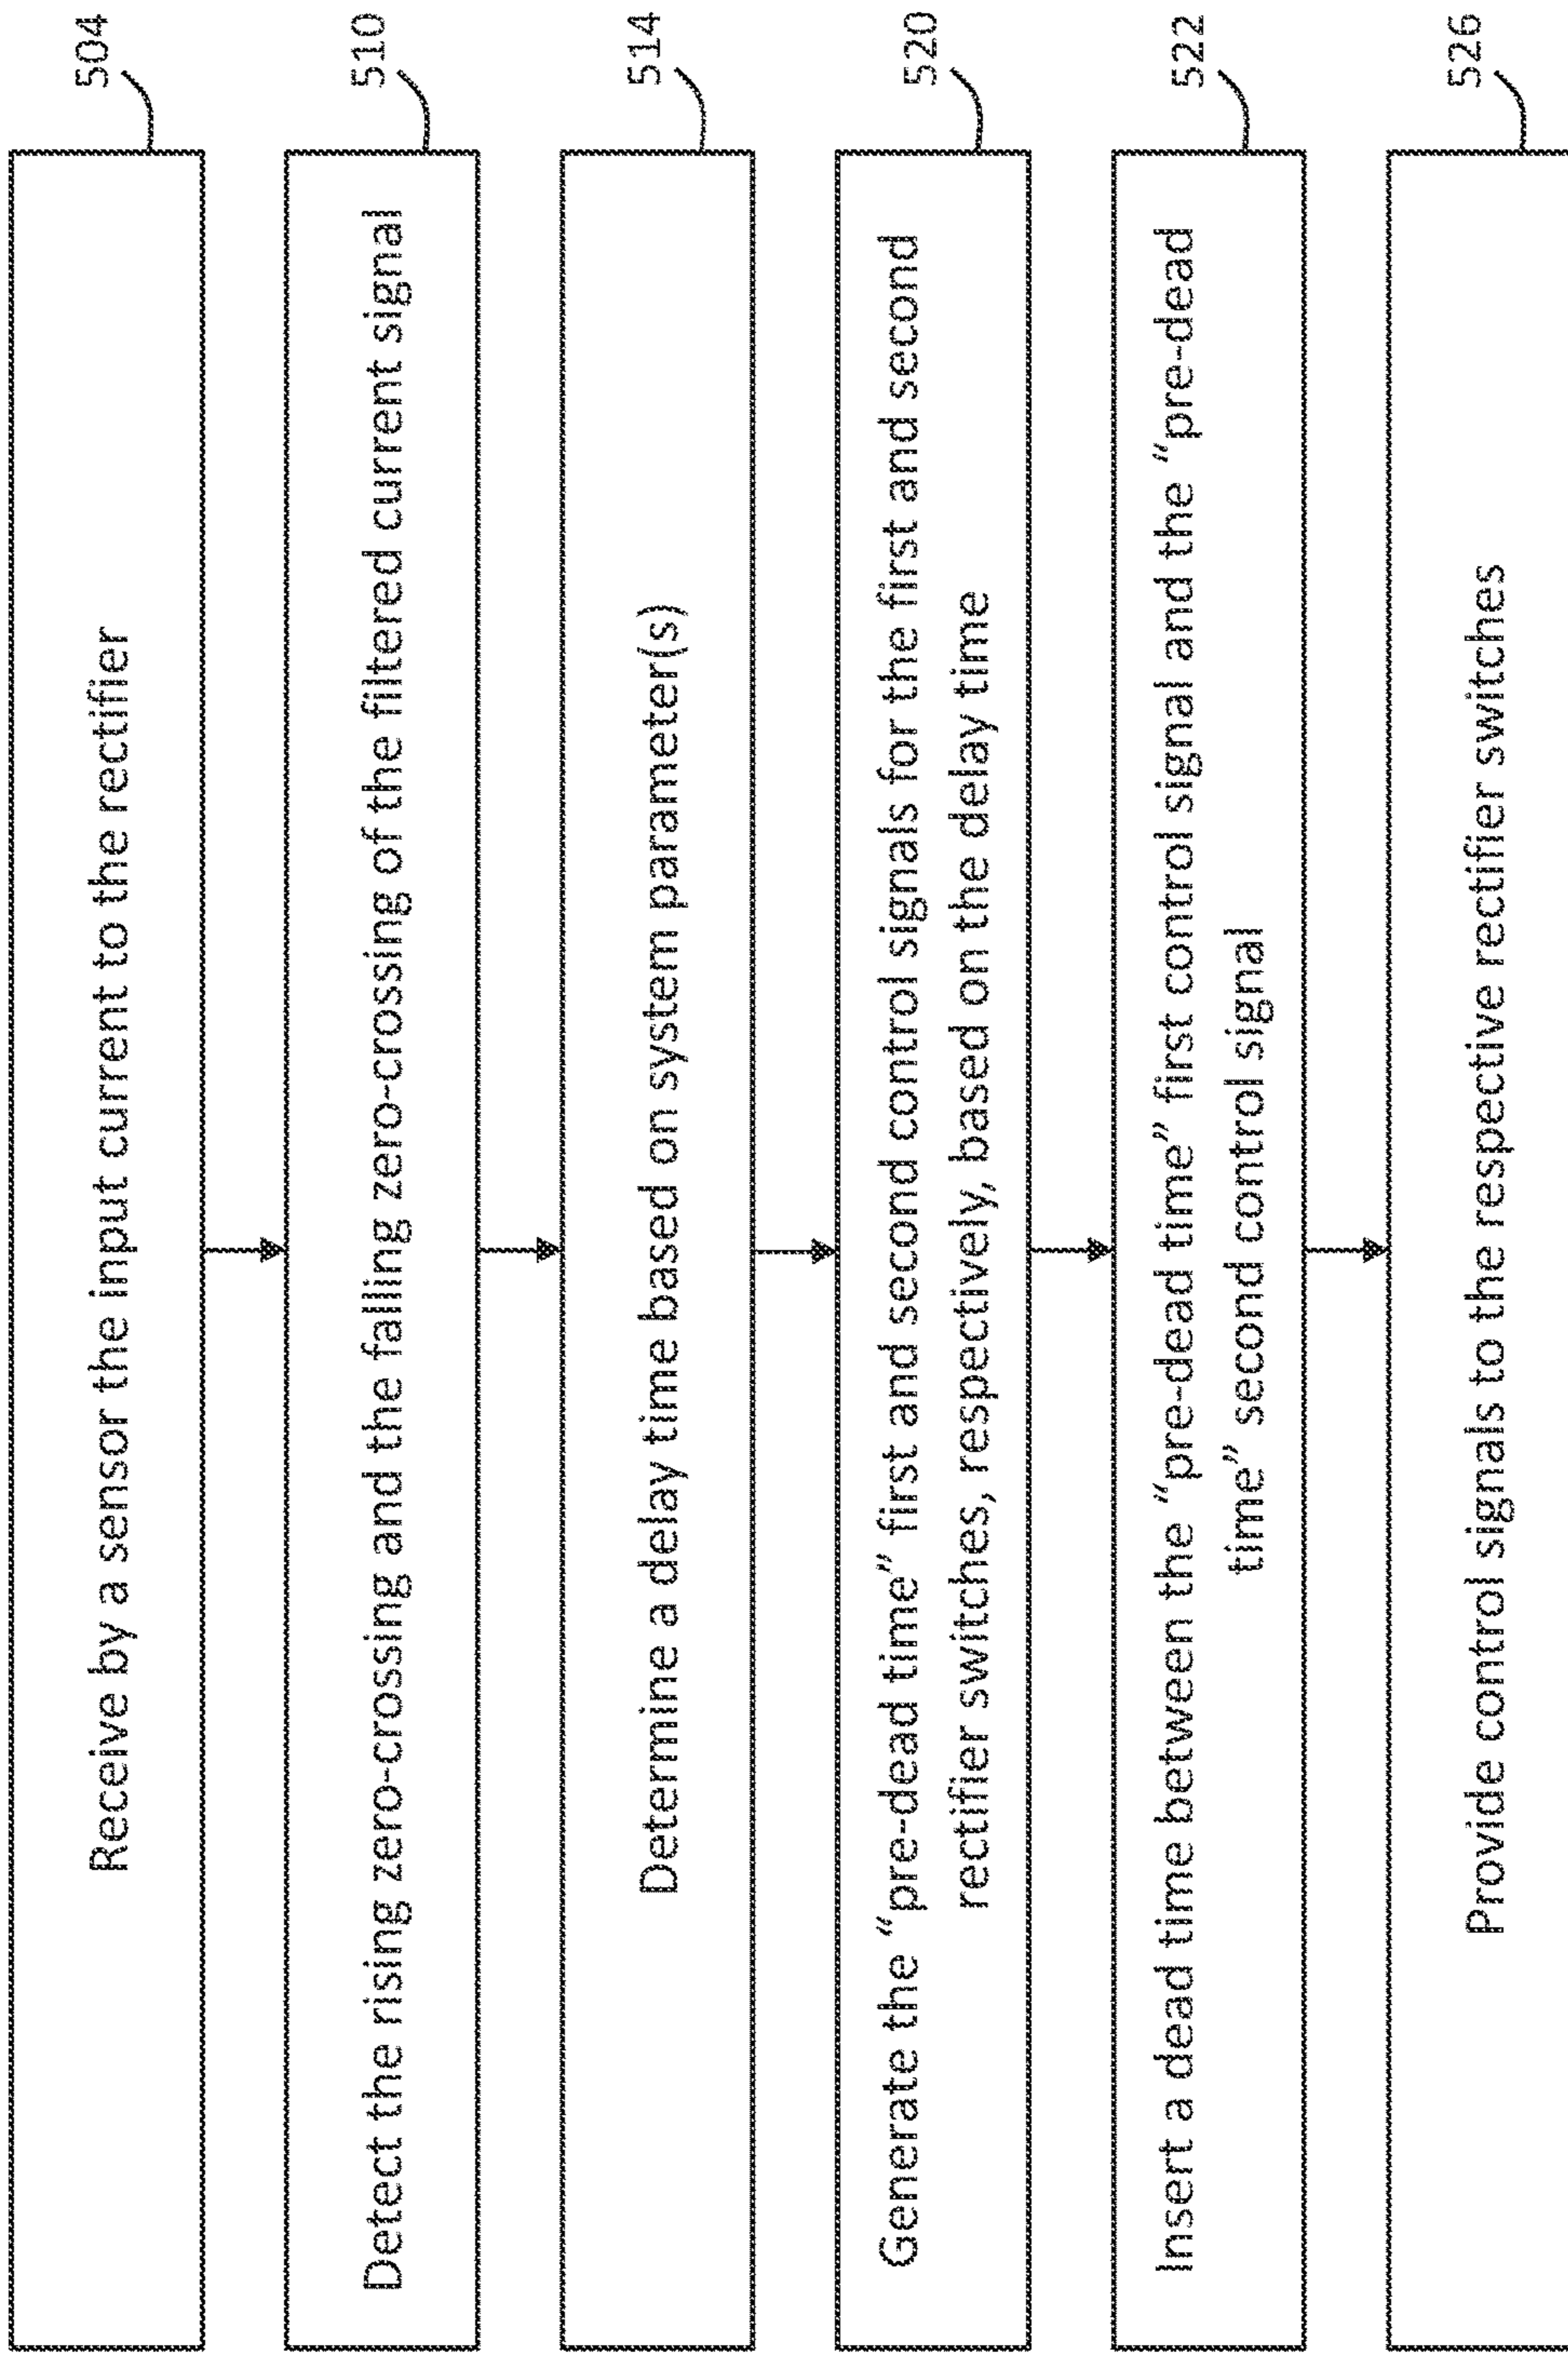 504
Receive by a sensor the input current to the rectifier
510
Detect the rising zero-crossing and the falling zero-crossing of the filtered current signal
514
Determine a delay time based on system parameter(s)
520
Generate the “pre-dead time” first and second control signals for the first and second
rectifier switches, respectively, based on the delay time
522
Insert a dead time between the “pre-dead time” first control signal and the “pre-dead
time” second control signal
526
Provide control signals to the respective rectifier switches